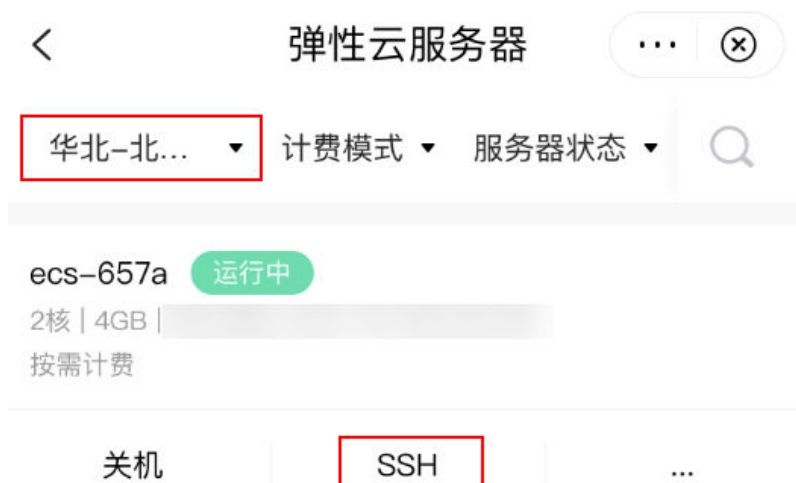 弹性云服务器
华北-北... 计费模式 服务器状态
ecs-657a 运行中
2核 | 4GB |
按需计费
关机 SSH ...